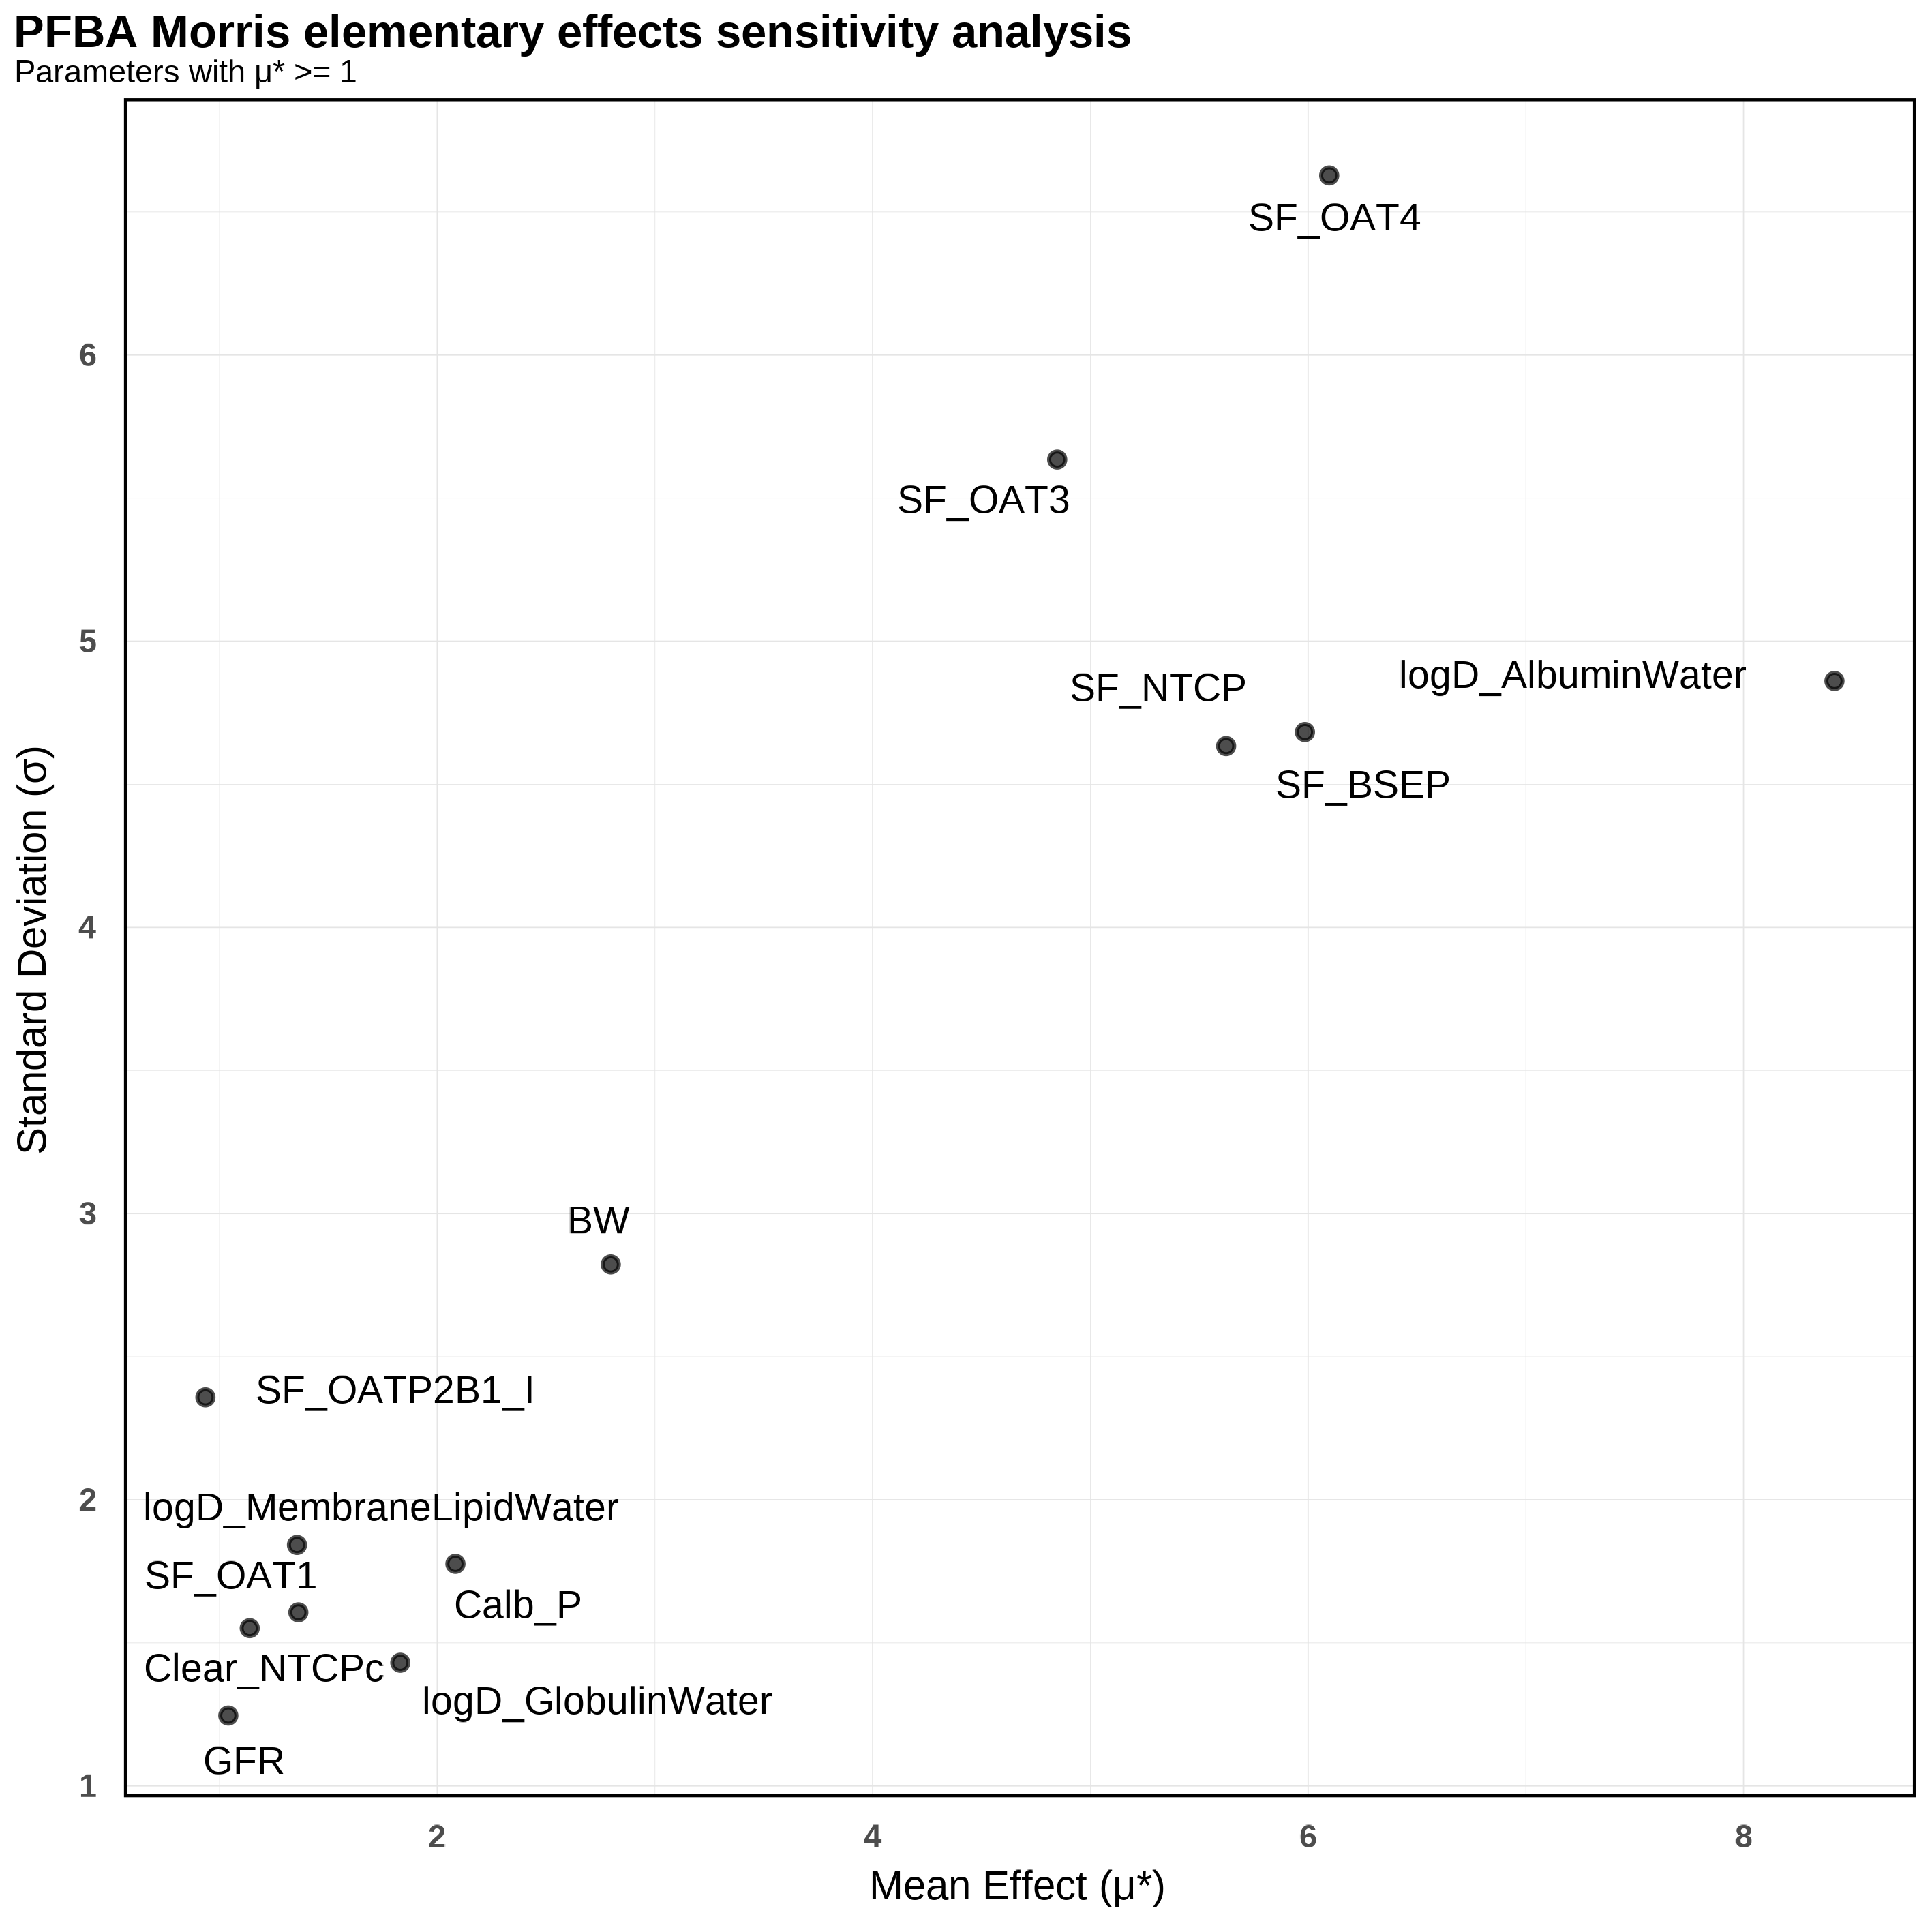 PFBA Morris elementary effects sensitivity analysis
Parameters with μ* >= 1
SF_OAT4
6
SF_OAT3
5
logD_AlbuminWater
SF_NTCP
SF_BSEP
Standard Deviation (σ)
4
3
BW
SF_OATP2B1_I
2
logD_MembraneLipidWater
SF_OAT1
Calb_P
Clear_NTCPc
logD_GlobulinWater
GFR
1
2 4 6 8
Mean Effect (μ*)